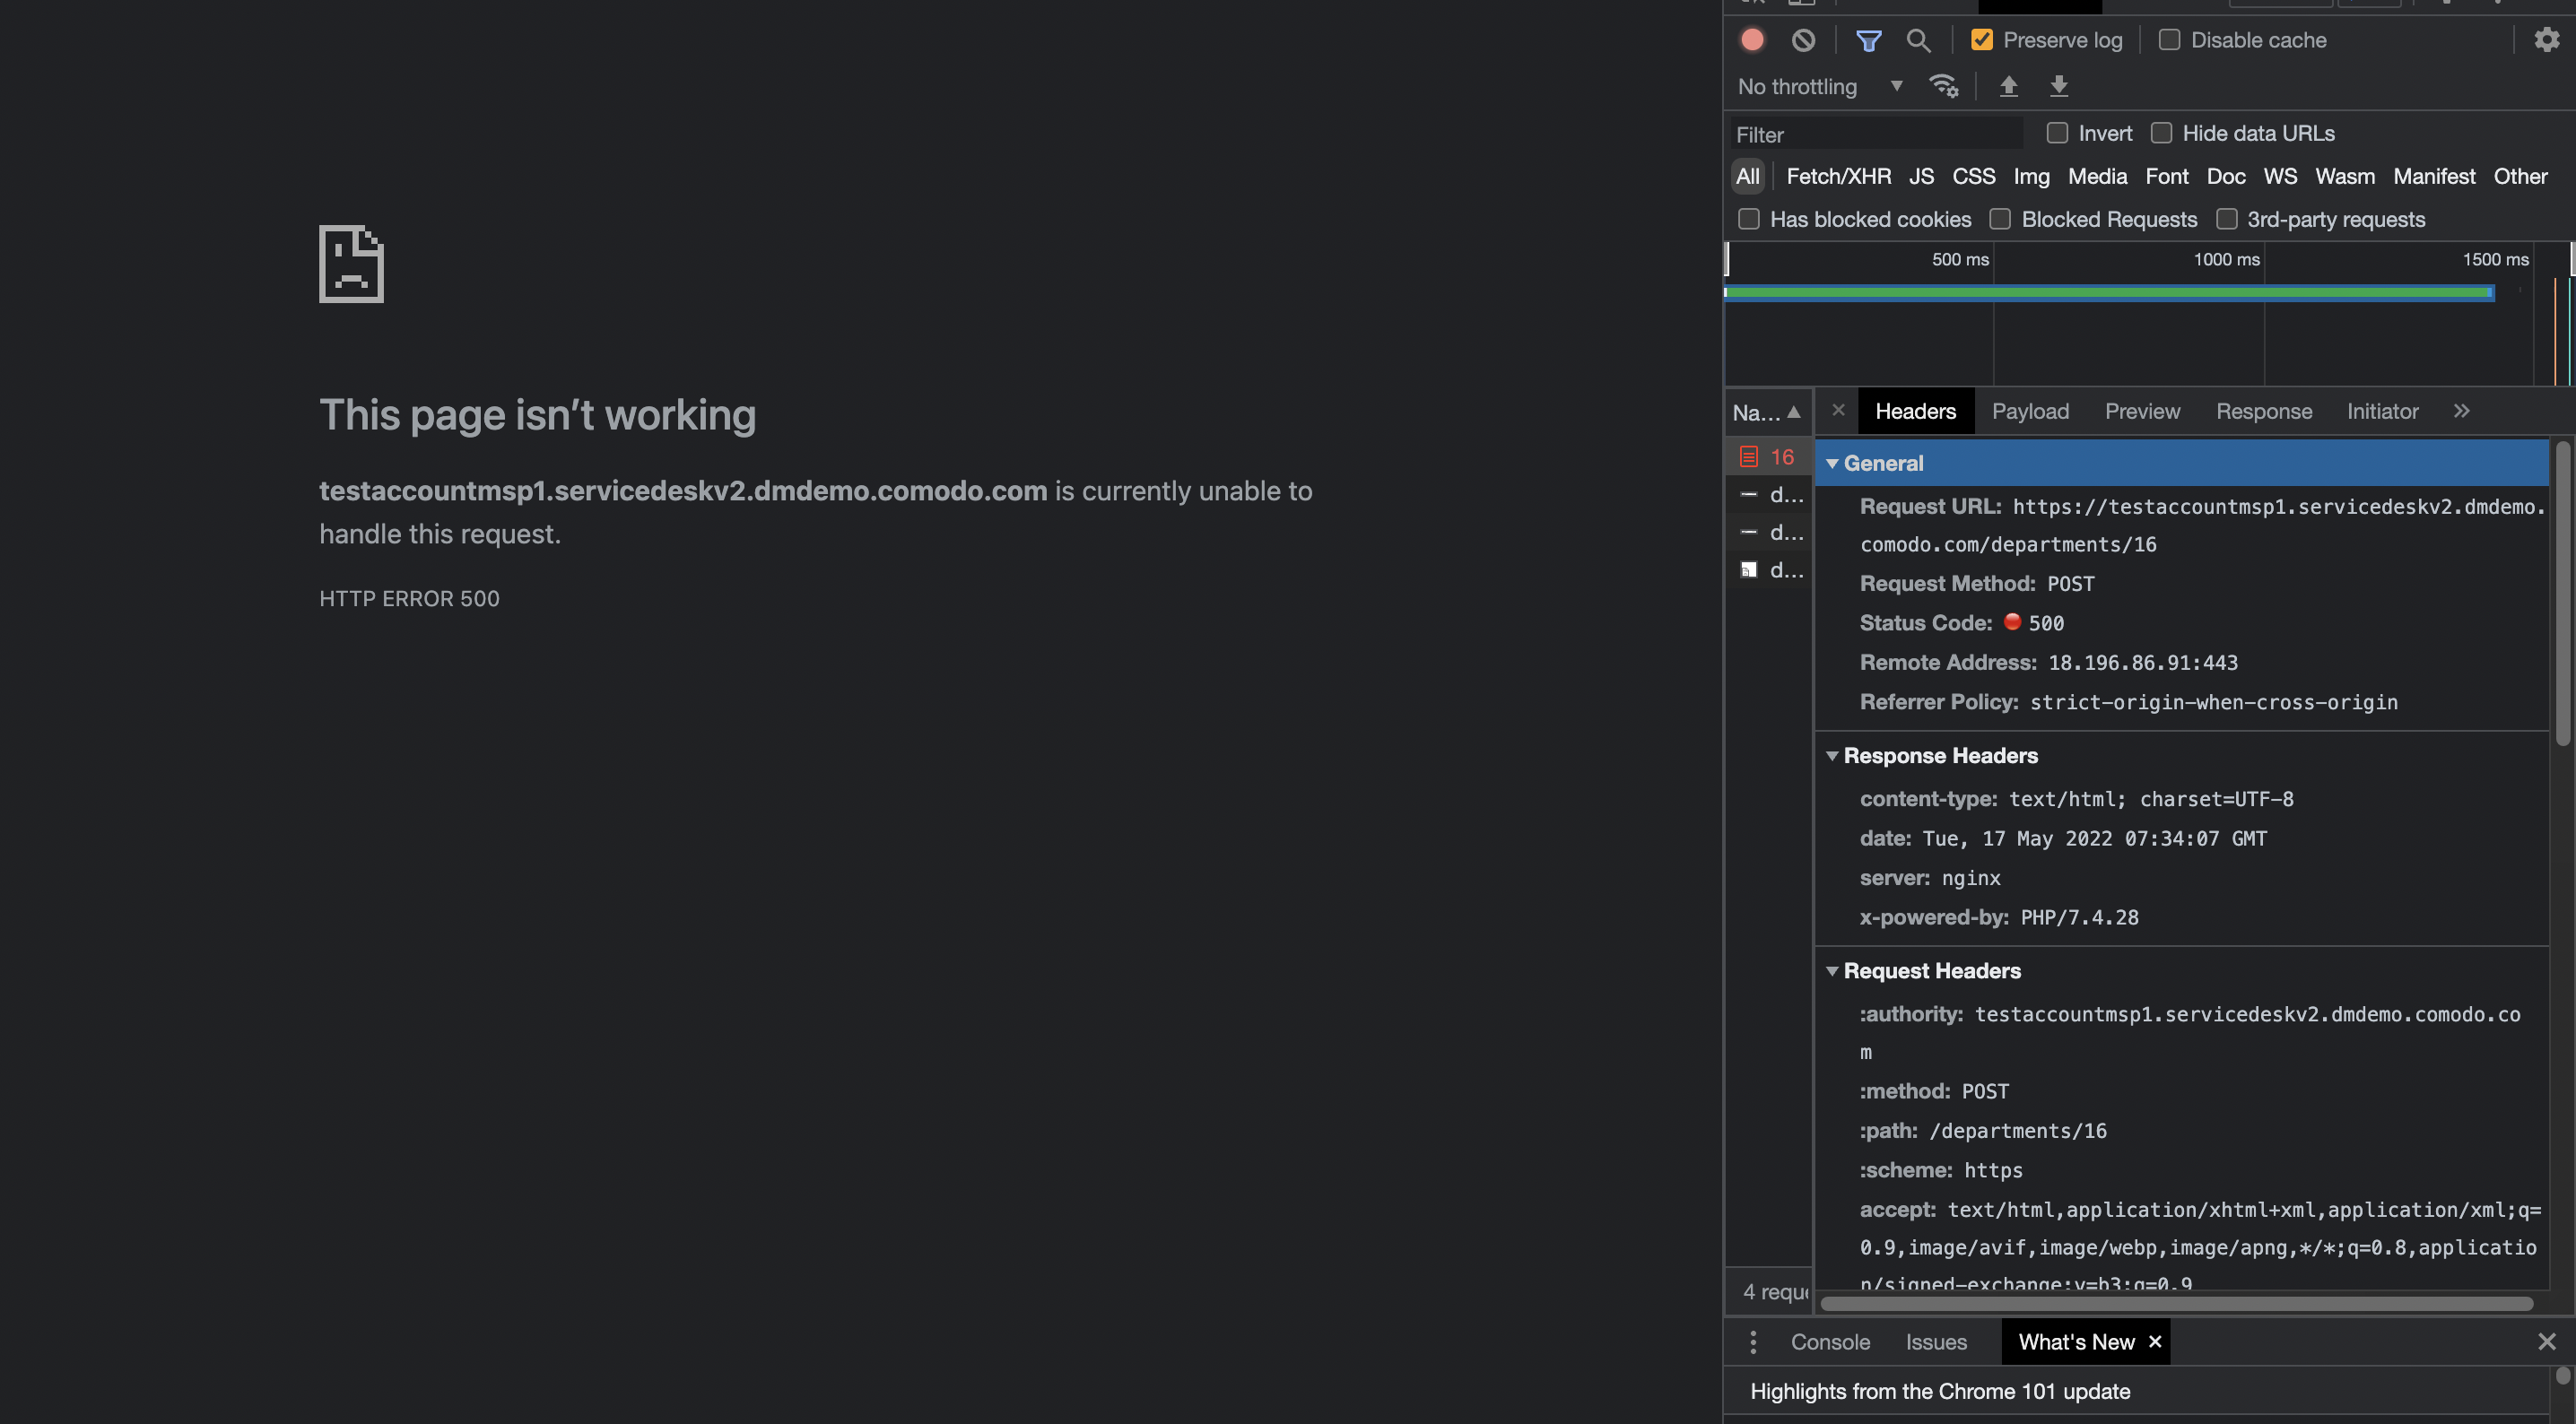 This page isn't working
testaccountmsp1.servicedeskv2.dmdemo.comodo.com is currently unable to
handle this request.
HTTP ERROR 500
Preserve log
Disable cache
No throttling
Filter
Invert
Hide data URLs
All Fetch/XHR JS CSS Img Media Font Doc WS Wasm Manifest Other
Has blocked cookies
Blocked Requests
3rd-party requests
500 ms
1000 ms
1500 ms
Na...
16
d...
d...
d...
4 reque
Headers Payload Preview Response Initiator
General
Request URL: https://testaccountmsp1.servicedeskv2.dmdemo.
comodo.com/departments/16
Request Method: POST
Status Code: 500
Remote Address: 18.196.86.91:443
Referrer Policy: strict-origin-when-cross-origin
Response Headers
content-type: text/html; charset=UTF-8
date: Tue, 17 May 2022 07:34:07 GMT
server: nginx
x-powered-by: PHP/7.4.28
Request Headers
:authority: testaccountmsp1.servicedeskv2.dmdemo.comodo.co
m
:method: POST
:path: /departments/16
:scheme: https
accept: text/html,application/xhtml+xml,application/xml;q=
0.9,image/avif,image/webp,image/apng,*/*;q=0.8,applicatio
n/signed-exchange;v=b3;q=0.9
Console Issues What's New
Highlights from the Chrome 101 update